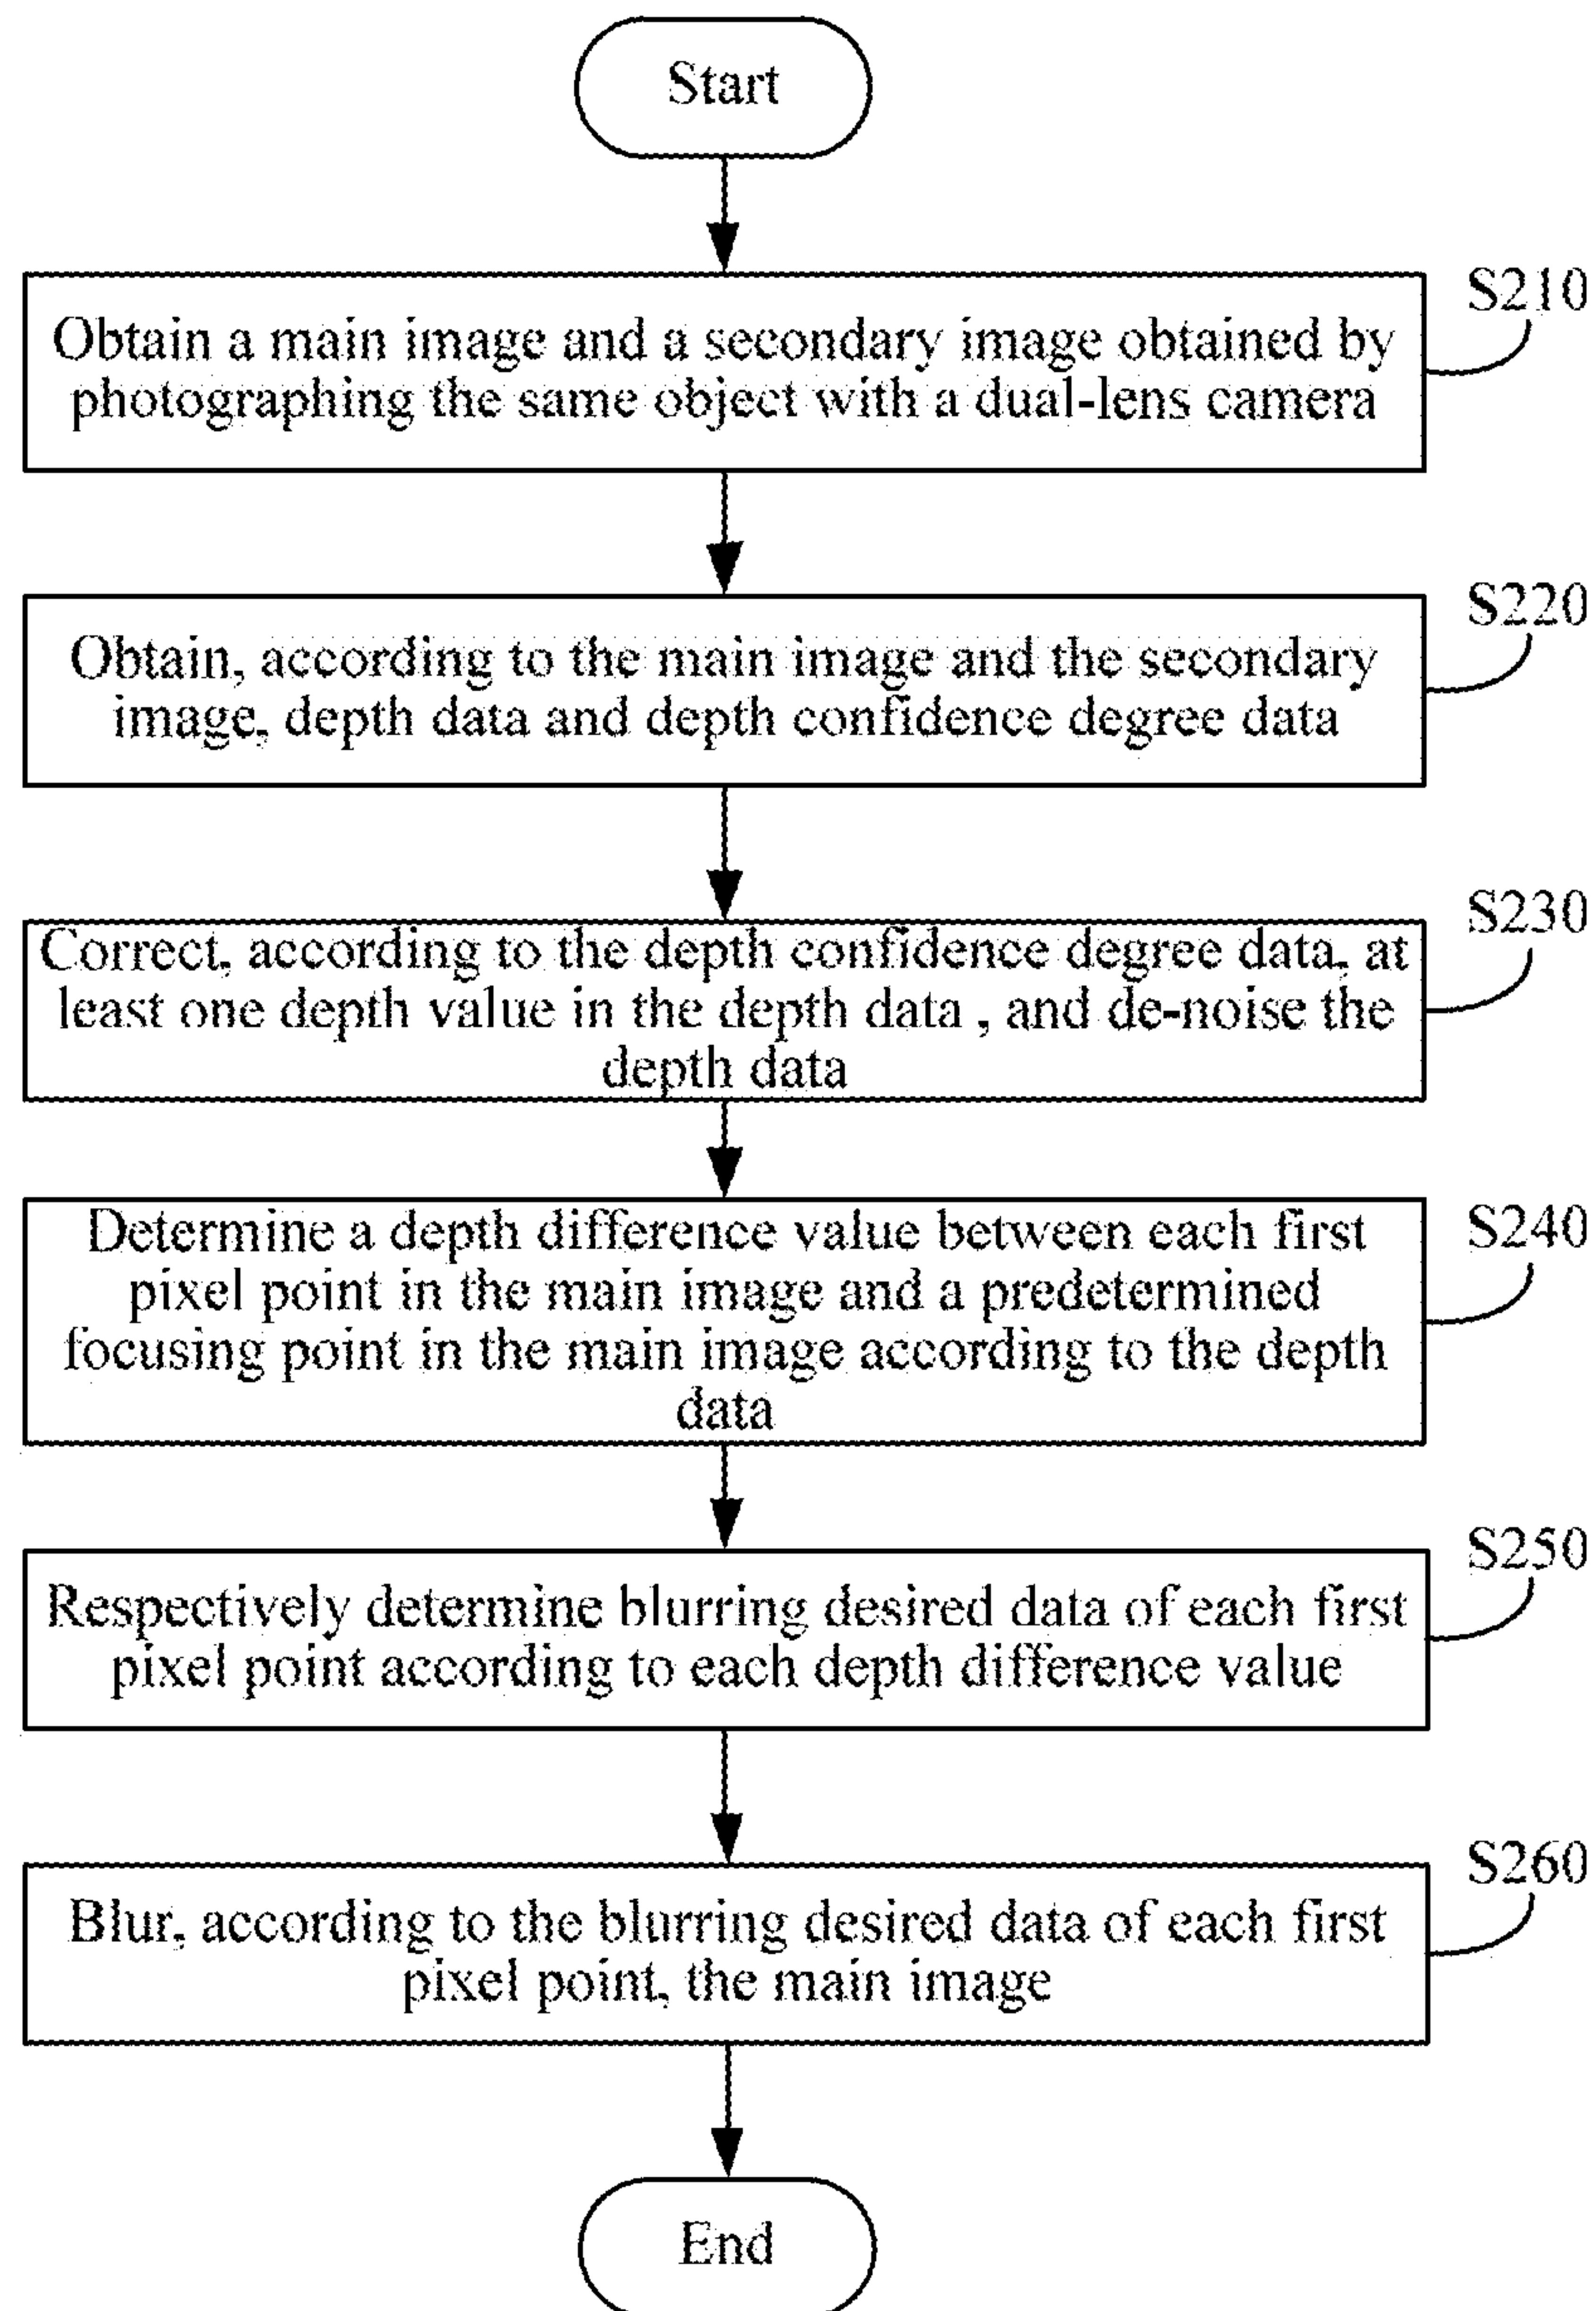 Start
S210
Obtain a main image and a secondary image obtained by
photographing the same object with a dual-lens camera
S220
Obtain, according to the main image and the secondary
image, depth data and depth confidence degree data
S230
Correct, according to the depth confidence degree data, at
least one depth value in the depth data , and de-noise the
depth data
S240
Determine a depth difference value between each first
pixel point in the main image and a predetermined
focusing point in the main image according to the depth
data
S250
Respectively determine blurring desired data of each first
pixel point according to each depth difference value
S260
Blur, according to the blurring desired data of each first
pixel point, the main image
End